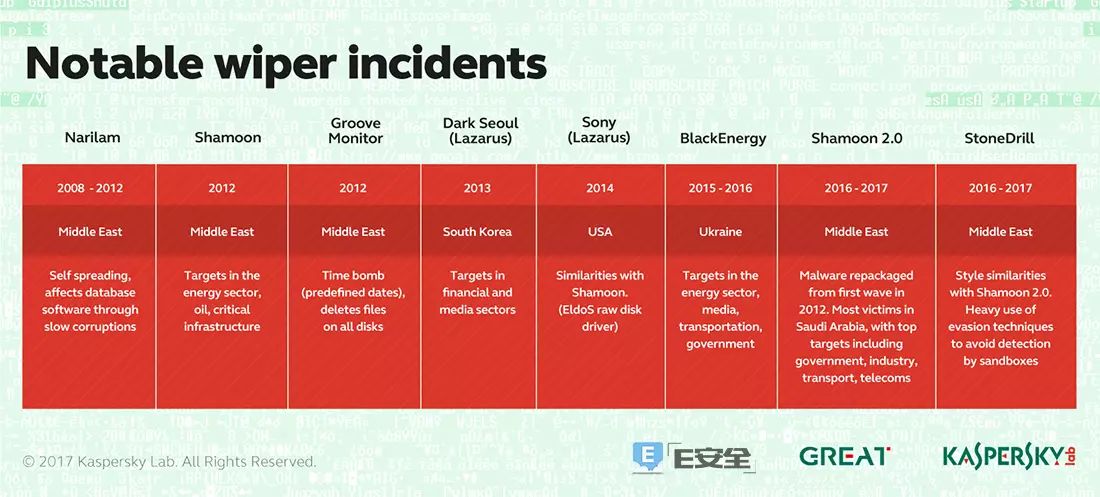 Notable wiper incidents
Narilam
Shamoon
Groove
Monitor
Dark Seoul
(Lazarus)
Sony
(Lazarus)
BlackEnergy
Shamoon 2.0
StoneDrill
2008 - 2012
2012
2012
2013
2014
2015 - 2016
2016 - 2017
2016 - 2017
Middle East
Middle East
Middle East
South Korea
USA
Ukraine
Middle East
Middle East
Self spreading,
affects database
software through
slow corruptions
Targets in the
energy sector,
oil, critical
infrastructure
Time bomb
(predefined dates),
deletes files
on all disks
Targets in
financial and
media sectors
Similarities with
Shamoon.
(EldoS raw disk
driver)
Targets in the
energy sector,
media,
transportation,
government
Malware repackaged
from first wave in
2012. Most victims in
Saudi Arabia, with top
targets including
government, industry,
transport, telecoms
Style similarities
with Shamoon 2.0.
Heavy use of
evasion techniques
to avoid detection
by sandboxes
© 2017 Kaspersky Lab. All Rights Reserved.
E
E安全
GREAT
KASPERSKY lab